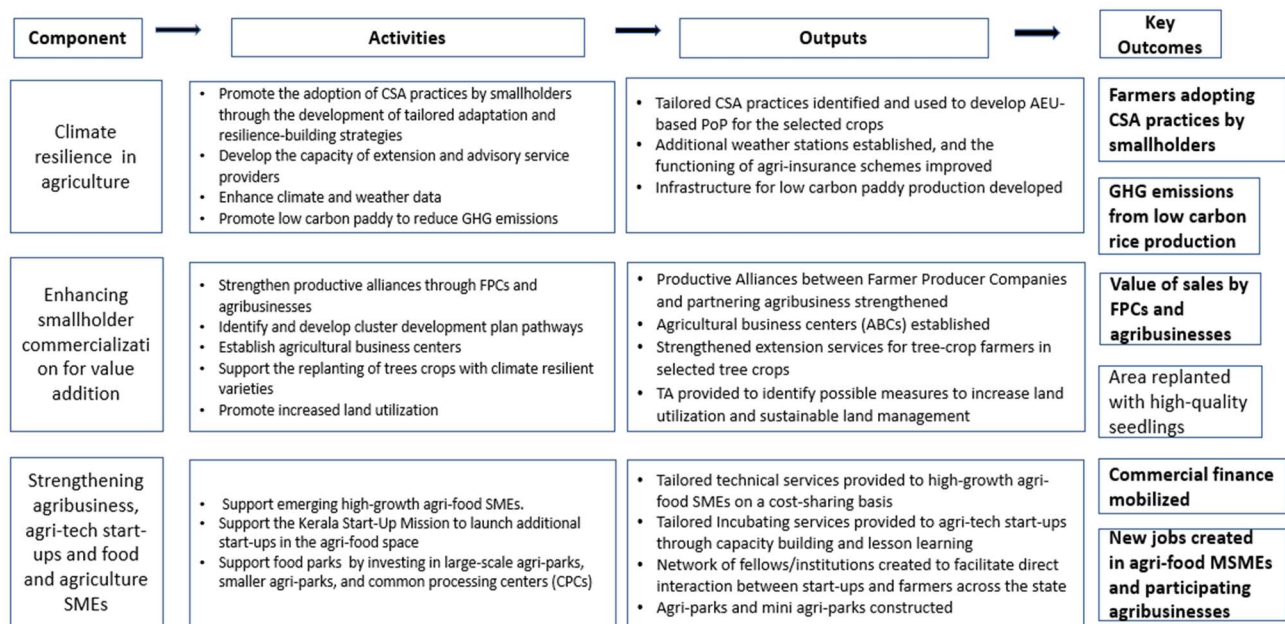 Component
Activities
Outputs
Key
Outcomes
Climate
resilience in
agriculture
• Promote the adoption of CSA practices by smallholders
through the development of tailored adaptation and
resilience-building strategies
• Develop the capacity of extension and advisory service
providers
• Enhance climate and weather data
• Promote low carbon paddy to reduce GHG emissions
• Tailored CSA practices identified and used to develop AEU-
based PoP for the selected crops
• Additional weather stations established, and the
functioning of agri-insurance schemes improved
• Infrastructure for low carbon paddy production developed
Farmers adopting
CSA practices by
smallholders
GHG emissions
from low carbon
rice production
Enhancing
smallholder
commercializati
on for value
addition
• Strengthen productive alliances through FPCs and
agribusinesses
• Identify and develop cluster development plan pathways
• Establish agricultural business centers
• Support the replanting of trees crops with climate resilient
varieties
• Promote increased land utilization
• Productive Alliances between Farmer Producer Companies
and partnering agribusiness strengthened
• Agricultural business centers (ABCs) established
• Strengthened extension services for tree-crop farmers in
selected tree crops
• TA provided to identify possible measures to increase land
utilization and sustainable land management
Value of sales by
FPCs and
agribusinesses
Area replanted
with high-quality
seedlings
Strengthening
agribusiness,
agri-tech start-
ups and food
and agriculture
SMEs
• Support emerging high-growth agri-food SMEs.
• Support the Kerala Start-Up Mission to launch additional
start-ups in the agri-food space
• Support food parks by investing in large-scale agri-parks,
smaller agri-parks, and common processing centers (CPCs)
• Tailored technical services provided to high-growth agri-
food SMEs on a cost-sharing basis
• Tailored Incubating services provided to agri-tech start-ups
through capacity building and lesson learning
• Network of fellows/institutions created to facilitate direct
interaction between start-ups and farmers across the state
• Agri-parks and mini agri-parks constructed
Commercial finance
mobilized
New jobs created
in agri-food MSMEs
and participating
agribusinesses